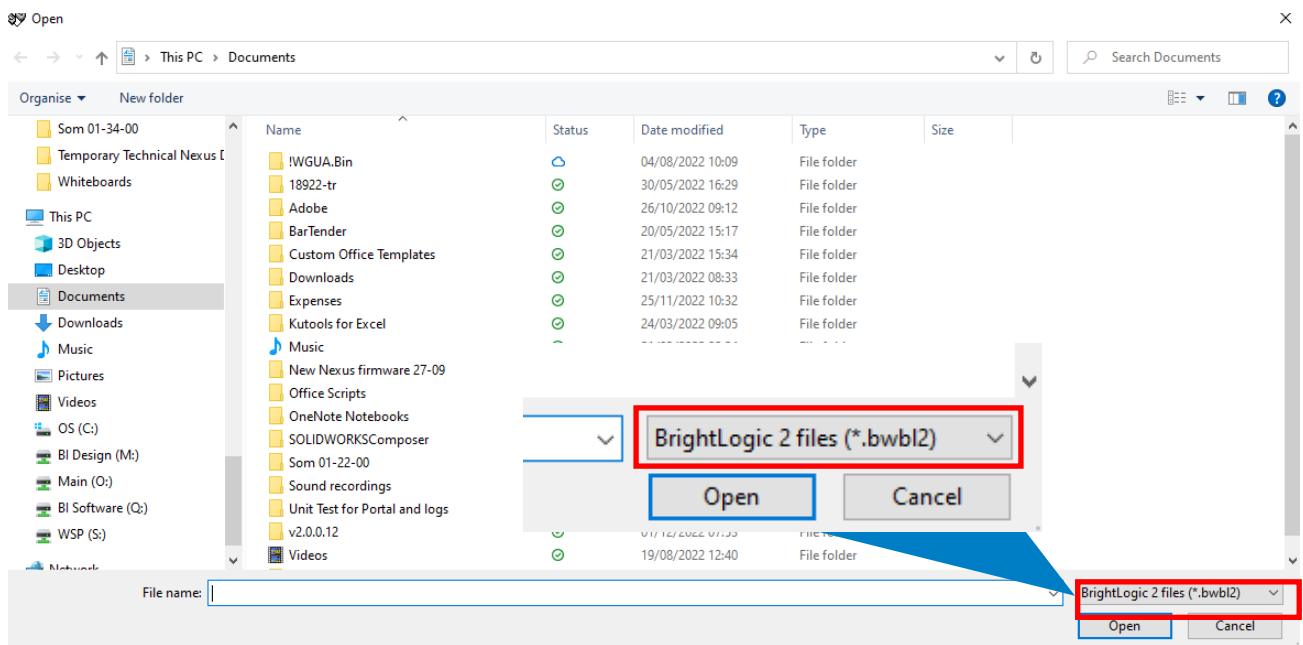 Open
This PC > Documents
Search Documents
Organise New folder
Som 01-34-00
Temporary Technical Nexus
Whiteboards
This PC
3D Objects
Desktop
Documents
Downloads
Music
Pictures
Videos
OS (C:)
BI Design (M:)
Main (O:)
BI Software (Q:)
WSP (S:)
Network
Name Status Date modified Type Size
!WGUA.Bin 04/08/2022 10:09 File folder
18922-tr 30/05/2022 16:29 File folder
Adobe 26/10/2022 09:12 File folder
BarTender 20/05/2022 15:17 File folder
Custom Office Templates 21/03/2022 15:34 File folder
Downloads 21/03/2022 08:33 File folder
Expenses 25/11/2022 10:32 File folder
Kutools for Excel 24/03/2022 09:05 File folder
Music
New Nexus firmware 27-09
Office Scripts
OneNote Notebooks
SOLIDWORKSComposer
Som 01-22-00
Sound recordings
Unit Test for Portal and logs
v2.0.0.12
Videos 19/08/2022 12:40 File folder
BrightLogic 2 files (*.bwbl2)
Open Cancel
File name: BrightLogic 2 files (*.bwbl2)
Open Cancel